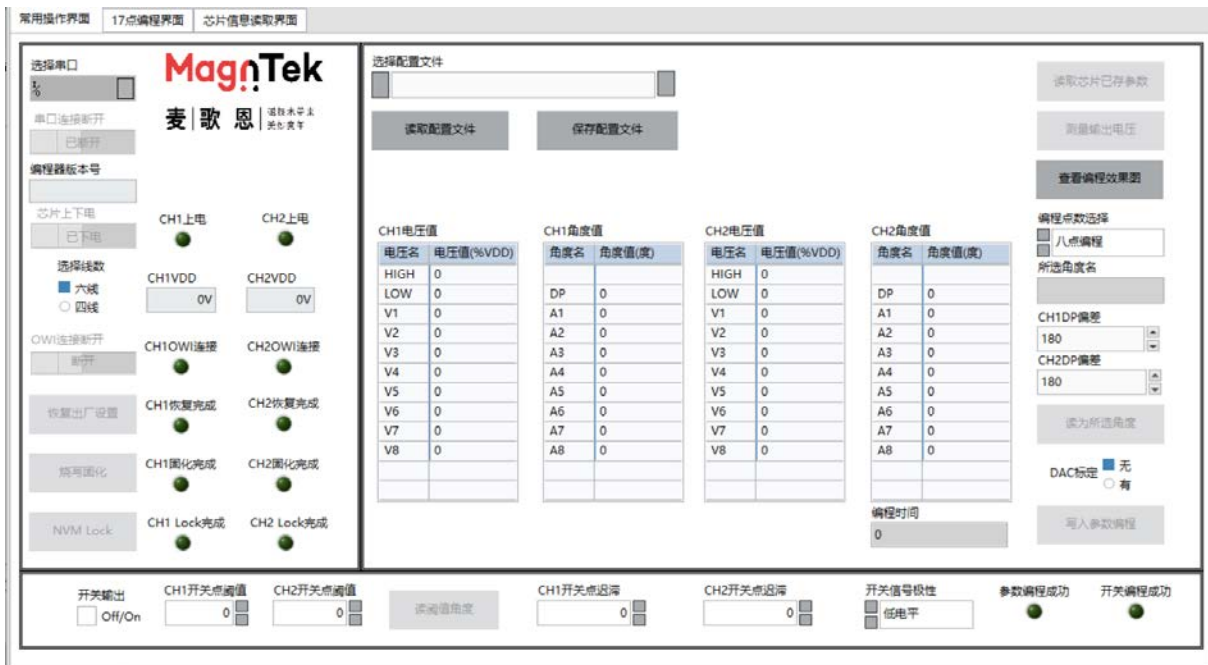 常用操作界面 17点编程界面 芯片信息读取界面
选择串口
串口连接断开
已断开
编程器版本号
芯片上下电
已下电
选择线数
六线
四线
OWI连接断开
断开
恢复出厂设置
烧写固化
NVM Lock
MagnTek
麦歌恩
CH1上电 CH2上电
CH1VDD CH2VDD
0V 0V
CH1OWI连接 CH2OWI连接
CH1恢复完成 CH2恢复完成
CH1固化完成 CH2固化完成
CH1 Lock完成 CH2 Lock完成
选择配置文件
读取配置文件 保存配置文件
CH1电压值 CH1角度值 CH2电压值 CH2角度值
电压名 电压值(%VDD) 角度名 角度值(度) 电压名 电压值(%VDD) 角度名 角度值(度)
HIGH 0 HIGH 0
LOW 0 DP 0 LOW 0 DP 0
V1 0 A1 0 V1 0 A1 0
V2 0 A2 0 V2 0 A2 0
V3 0 A3 0 V3 0 A3 0
V4 0 A4 0 V4 0 A4 0
V5 0 A5 0 V5 0 A5 0
V6 0 A6 0 V6 0 A6 0
V7 0 A7 0 V7 0 A7 0
V8 0 A8 0 V8 0 A8 0
编程时间
0
读取芯片已存参数
测量输出电压
查看编程效果图
编程点数选择
八点编程
所选角度名
CH1DP偏差
180
CH2DP偏差
180
读为所选角度
DAC标定 无
有
写入参数编程
开关输出 CH1开关点阈值 CH2开关点阈值 CH1开关点迟滞 CH2开关点迟滞 开关信号极性 参数编程成功 开关编程成功
Off/On 0 0 读阈值角度 0 0 低电平